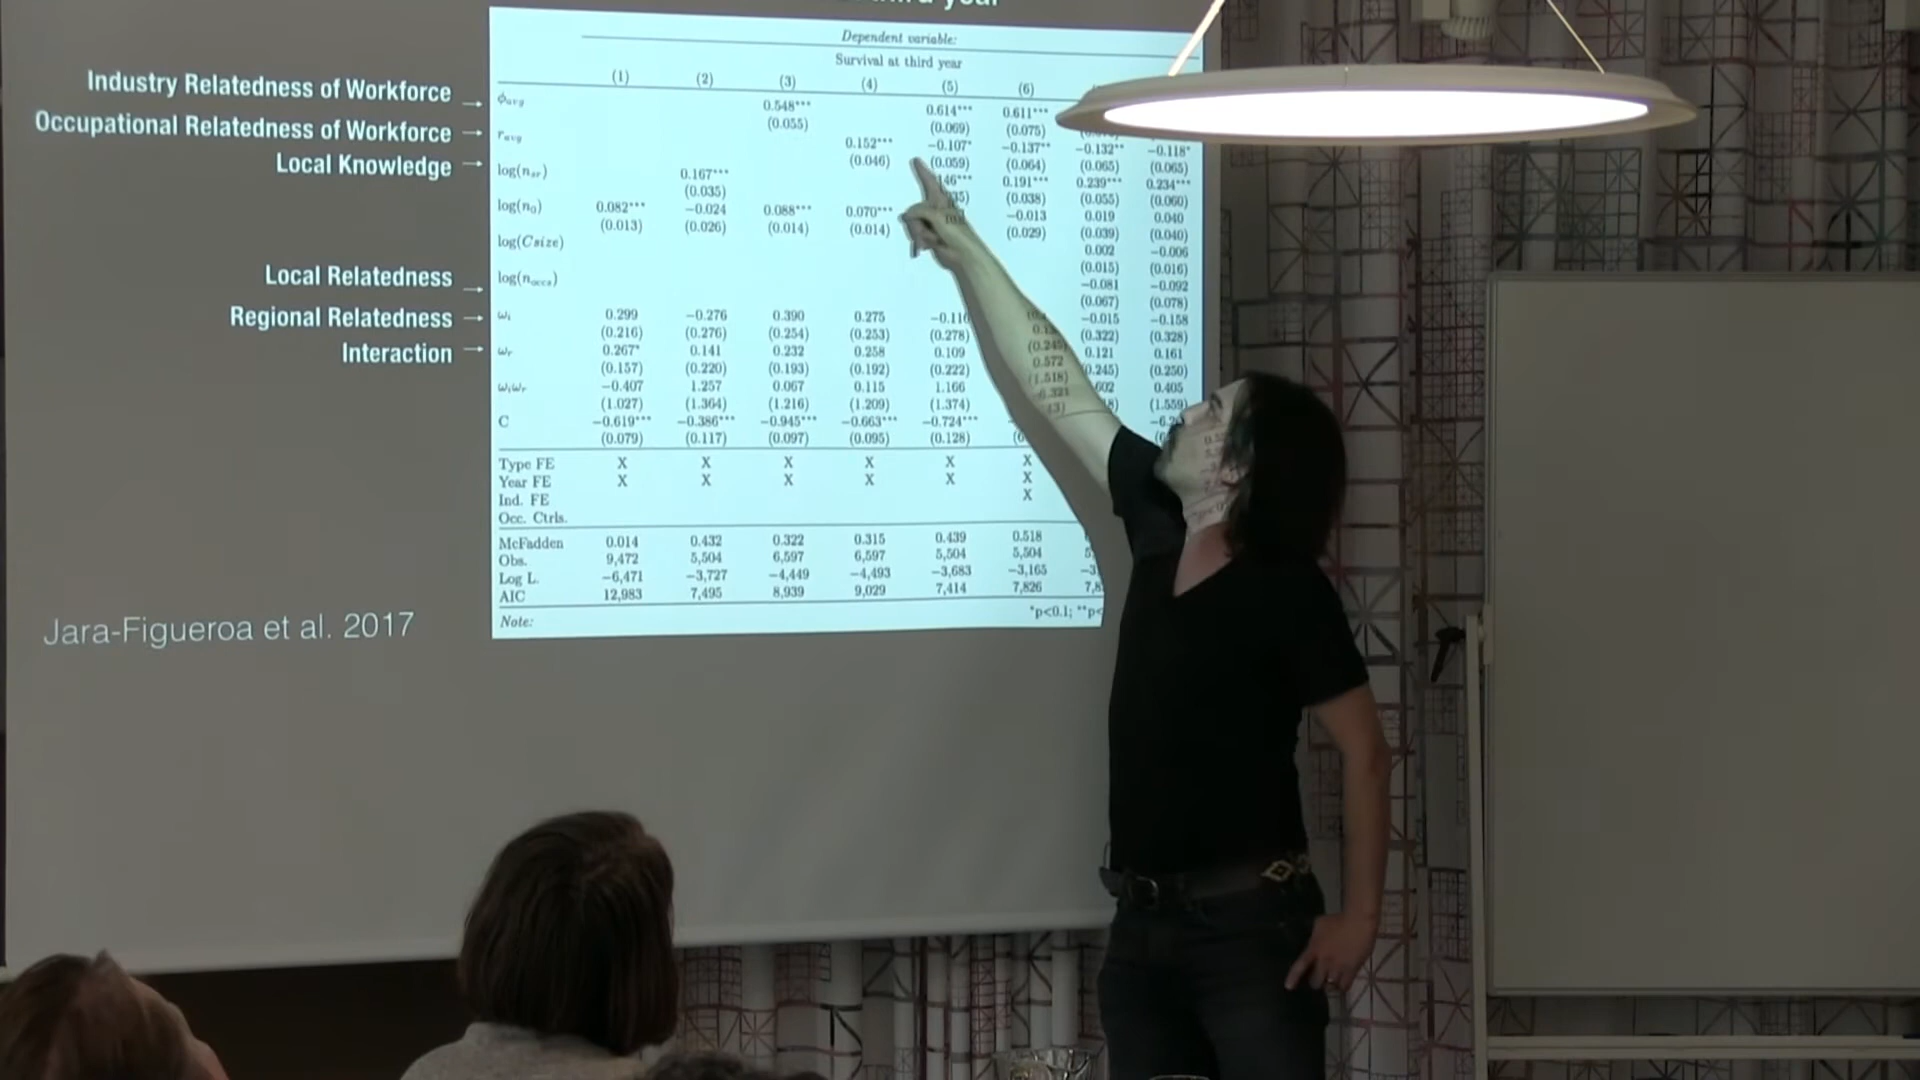 third year
Industry Relatedness of Workforce
Occupational Relatedness of Workforce
Local Knowledge
Local Relatedness
Regional Relatedness
Interaction
Jara-Figueroa et al. 2017
Dependent variable:
Survival at third year
(1) (2) (3) (4) (5) (6)
ϕavg 0.548*** 0.614*** 0.611***
(0.055) (0.069) (0.075)
ravg 0.152*** −0.107* −0.137** −0.132** −0.118*
(0.046) (0.059) (0.064) (0.065) (0.065)
log(nsr) 0.167*** 0.191*** 0.239*** 0.234***
(0.035) (0.038) (0.055) (0.060)
log(n0) 0.082*** −0.024 0.088*** 0.070*** −0.013 0.019 0.040
(0.013) (0.026) (0.014) (0.014) (0.029) (0.039) (0.040)
log(Csize) 0.002 −0.006
(0.015) (0.016)
log(noccs) −0.081 −0.092
(0.067) (0.078)
ωi 0.299 −0.276 0.390 0.275 −0.015 −0.158
(0.216) (0.276) (0.254) (0.253) (0.278) (0.322) (0.328)
ωr 0.267* 0.141 0.232 0.258 0.109 0.121 0.161
(0.157) (0.220) (0.193) (0.192) (0.222) (0.250)
ωiωr −0.407 1.257 0.067 0.115 1.166 0.405
(1.027) (1.364) (1.216) (1.209) (1.374) (1.559)
C −0.619*** −0.386*** −0.945*** −0.663*** −0.724***
(0.079) (0.117) (0.097) (0.095) (0.128)
Type FE X X X X X X
Year FE X X X X X X
Ind. FE X
Occ. Ctrls.
McFadden 0.014 0.432 0.322 0.315 0.439 0.518
Obs. 9,472 5,504 6,597 6,597 5,504 5,504
Log L. −6,471 −3,727 −4,449 −4,493 −3,683 −3,165
AIC 12,983 7,495 8,939 9,029 7,414 7,826
Note: *p<0.1; **p<